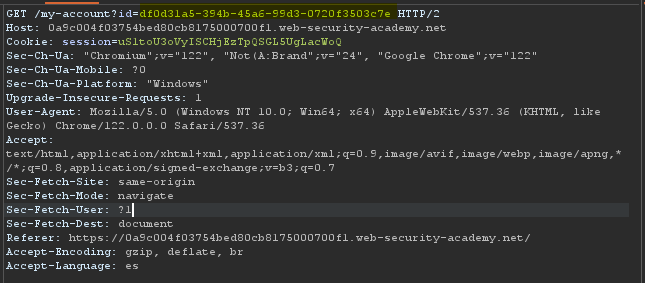 GET /my-account?id=df0d31a5-394b-45a6-99d3-0720f3503c7e HTTP/2
Host: 0a9c004f03754bed80cb8175000700f1.web-security-academy.net
Cookie: session=uSltoU3oVyISCHjEzTpQSGL5UgLacWoQ
Sec-Ch-Ua: "Chromium";v="122", "Not(A:Brand";v="24", "Google Chrome";v="122"
Sec-Ch-Ua-Mobile: ?0
Sec-Ch-Ua-Platform: "Windows"
Upgrade-Insecure-Requests: 1
User-Agent: Mozilla/5.0 (Windows NT 10.0; Win64; x64) AppleWebKit/537.36 (KHTML, like
Gecko) Chrome/122.0.0.0 Safari/537.36
Accept:
text/html,application/xhtml+xml,application/xml;q=0.9,image/avif,image/webp,image/apng,*
/*;q=0.8,application/signed-exchange;v=b3;q=0.7
Sec-Fetch-Site: same-origin
Sec-Fetch-Mode: navigate
Sec-Fetch-User: ?1
Sec-Fetch-Dest: document
Referer: https://0a9c004f03754bed80cb8175000700f1.web-security-academy.net/
Accept-Encoding: gzip, deflate, br
Accept-Language: es